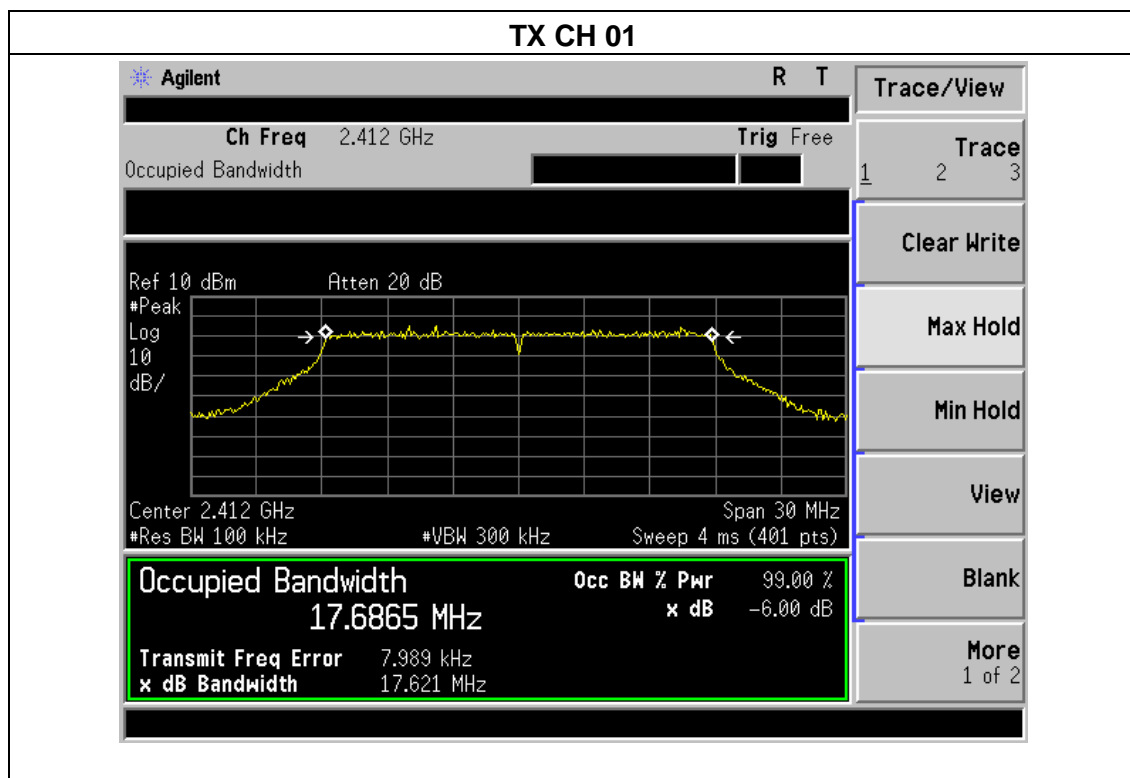 TX CH 01
Agilent R T
Trace/View
Ch Freq 2.412 GHz Trig Free
Occupied Bandwidth
Trace
1 2 3
Clear Write
Ref 10 dBm Atten 20 dB
#Peak
Log
10
dB/
Max Hold
Min Hold
Center 2.412 GHz Span 30 MHz
#Res BW 100 kHz #VBW 300 kHz Sweep 4 ms (401 pts)
View
Occupied Bandwidth Occ BW % Pwr 99.00 %
17.6865 MHz x dB -6.00 dB
Blank
Transmit Freq Error 7.989 kHz
x dB Bandwidth 17.621 MHz
More
1 of 2